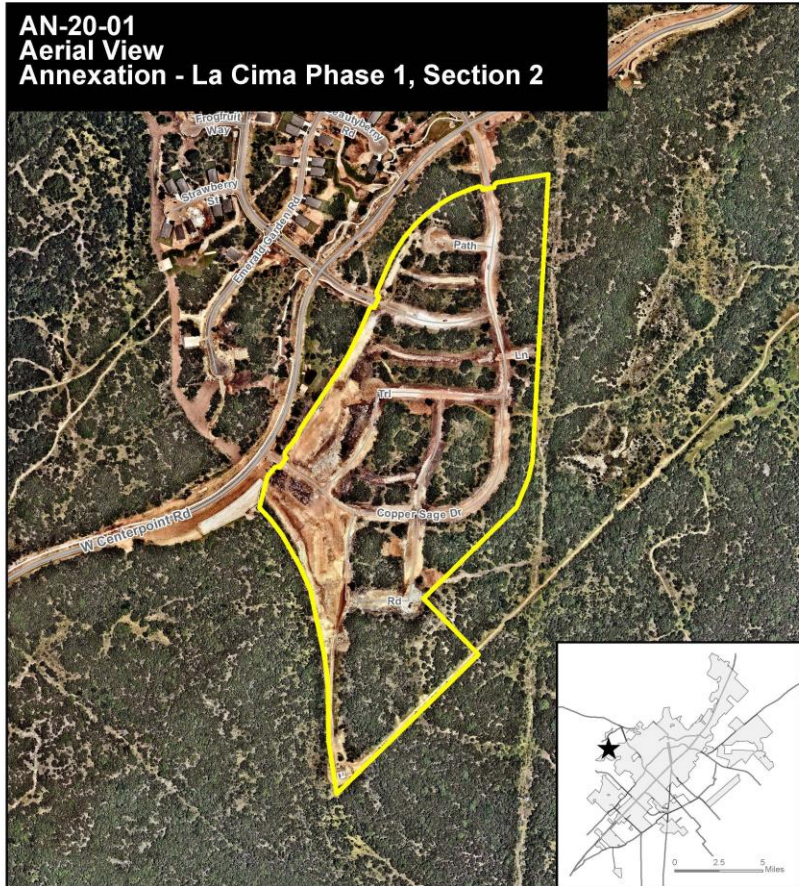 AN-20-01
Aerial View
Annexation - La Cima Phase 1, Section 2
Frogfruit
Way
Rd
Strawberry
St
Emerald Garden Rd
Path
Ln
Trl
Copper Sage Dr
W Centerpoint Rd
Rd
0 2.5 5
Miles